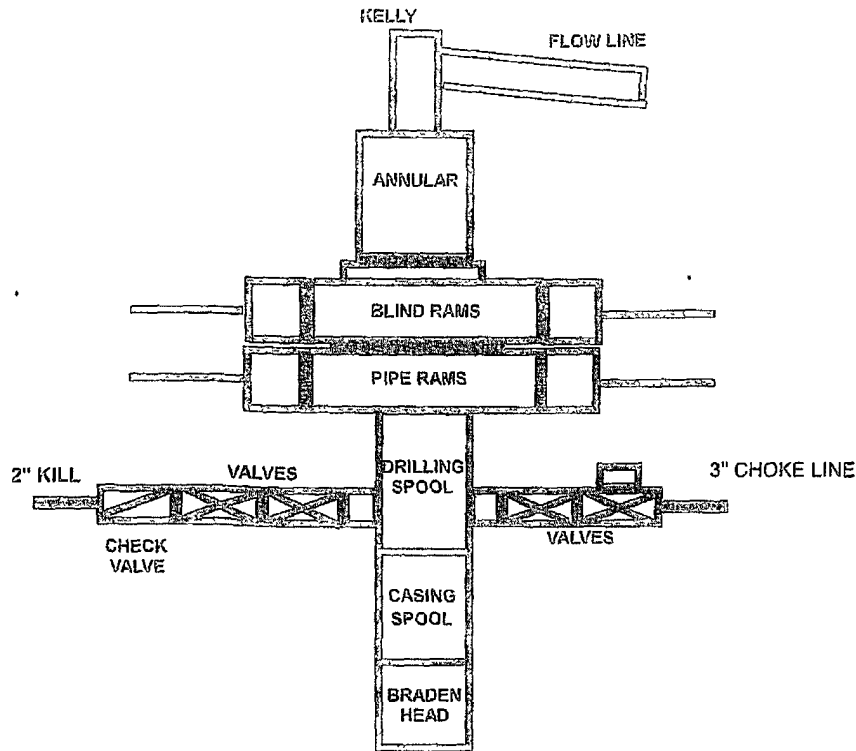 KELLY
FLOW LINE
ANNULAR
BLIND RAMS
PIPE RAMS
2" KILL
VALVES
DRILLING
SPOOL
3" CHOKE LINE
CHECK
VALVE
VALVES
CASING
SPOOL
BRADEN
HEAD